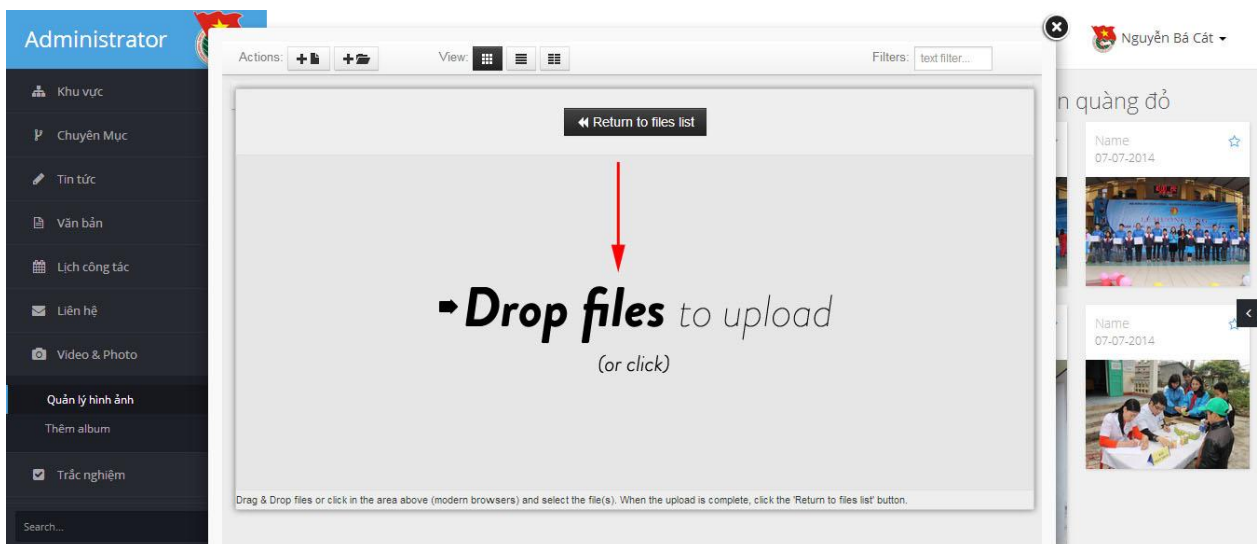 Administrator
Nguyễn Bá Cát
Actions:
View:
Filters:
text filter...
Khu vực
Chuyên Mục
Tin tức
Văn bản
Lịch công tác
Liên hệ
Video & Photo
Quản lý hình ảnh
Thêm album
Trắc nghiệm
Search...
Return to files list
Drop files to upload
(or click)
Drag & Drop files or click in the area above (modern browsers) and select the file(s). When the upload is complete, click the 'Return to files list' button.
n quàng đỏ
Name
07-07-2014
Name
07-07-2014